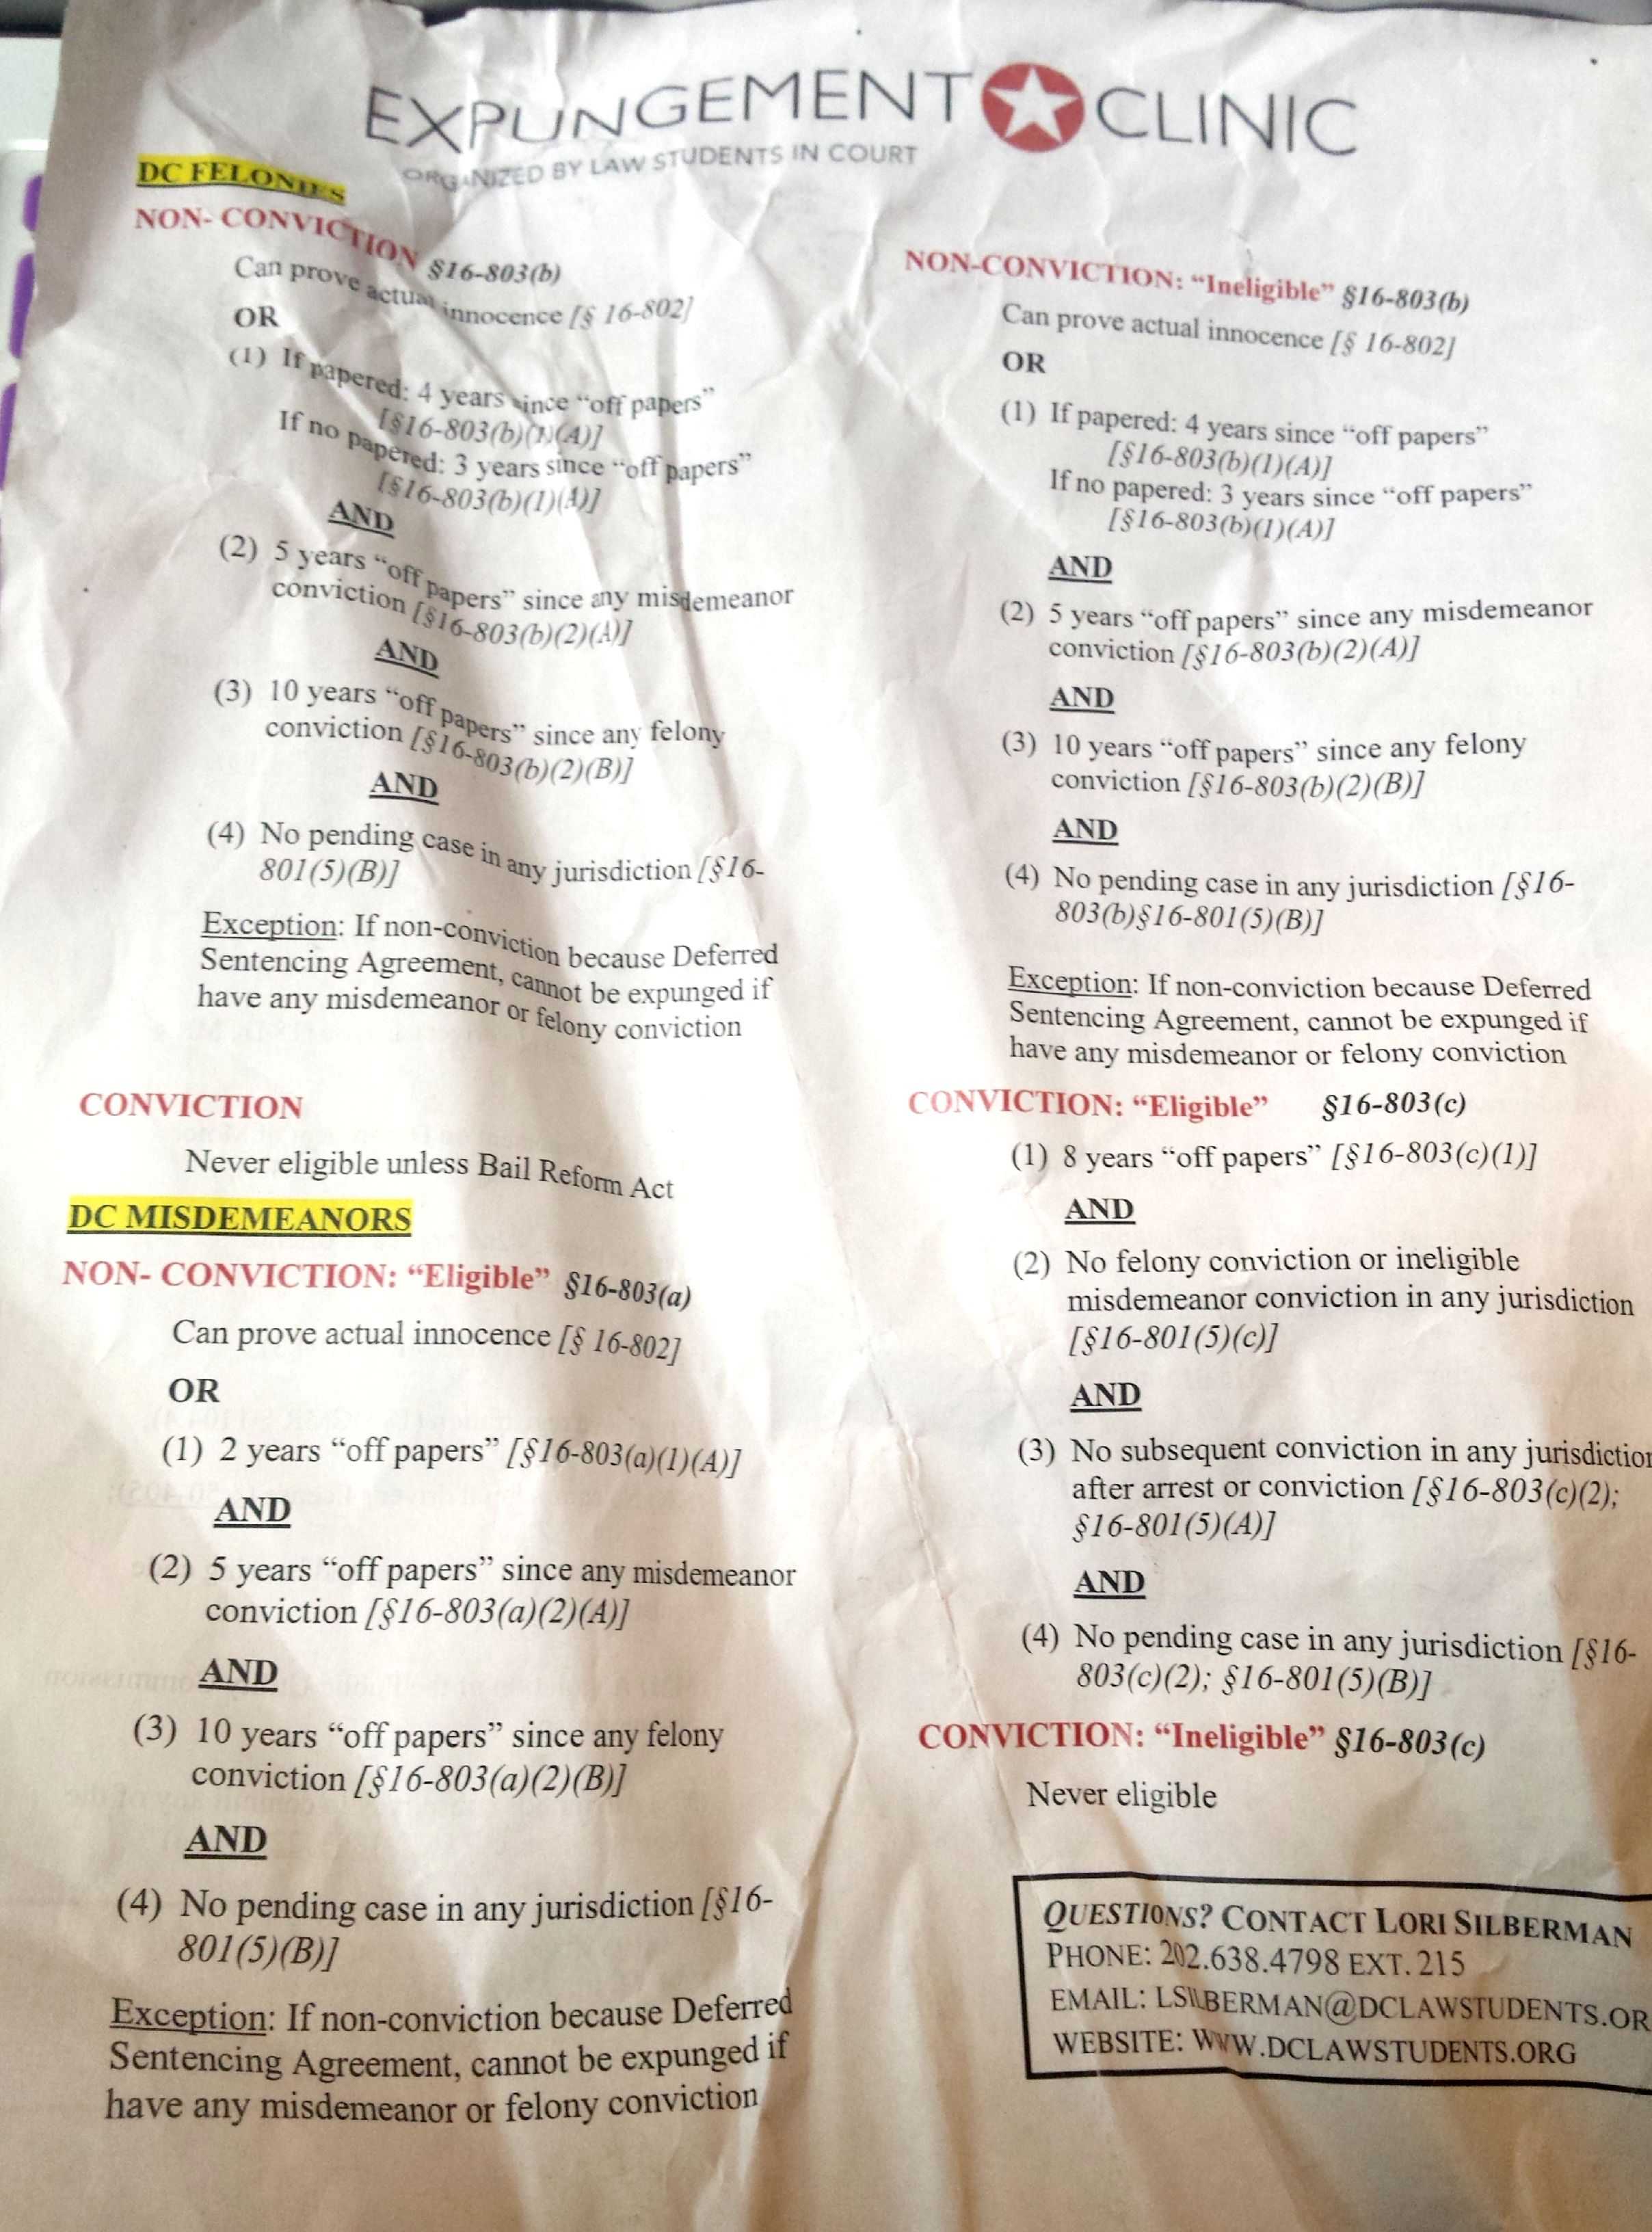 EXPUNGEMENT CLINIC
ORGANIZED BY LAW STUDENTS IN COURT
DC FELONIES
NON- CONVICTION §16-803(b)
Can prove actual innocence [§ 16-802]
OR
(1) If papered: 4 years since “off papers”
[§16-803(b)(1)(A)]
If no papered: 3 years since “off papers”
[§16-803(b)(1)(A)]
AND
(2) 5 years “off papers” since any misdemeanor
conviction [§16-803(b)(2)(A)]
AND
(3) 10 years “off papers” since any felony
conviction [§16-803(b)(2)(B)]
AND
(4) No pending case in any jurisdiction [§16-
801(5)(B)]
Exception: If non-conviction because Deferred
Sentencing Agreement, cannot be expunged if
have any misdemeanor or felony conviction
CONVICTION
Never eligible unless Bail Reform Act
DC MISDEMEANORS
NON- CONVICTION: “Eligible” §16-803(a)
Can prove actual innocence [§ 16-802]
OR
(1) 2 years “off papers” [§16-803(a)(1)(A)]
AND
(2) 5 years “off papers” since any misdemeanor
conviction [§16-803(a)(2)(A)]
AND
(3) 10 years “off papers” since any felony
conviction [§16-803(a)(2)(B)]
AND
(4) No pending case in any jurisdiction [§16-
801(5)(B)]
Exception: If non-conviction because Deferred
Sentencing Agreement, cannot be expunged if
have any misdemeanor or felony conviction
NON-CONVICTION: “Ineligible” §16-803(b)
Can prove actual innocence [§ 16-802]
OR
(1) If papered: 4 years since “off papers”
[§16-803(b)(1)(A)]
If no papered: 3 years since “off papers”
[§16-803(b)(1)(A)]
AND
(2) 5 years “off papers” since any misdemeanor
conviction [§16-803(b)(2)(A)]
AND
(3) 10 years “off papers” since any felony
conviction [§16-803(b)(2)(B)]
AND
(4) No pending case in any jurisdiction [§16-
803(b)§16-801(5)(B)]
Exception: If non-conviction because Deferred
Sentencing Agreement, cannot be expunged if
have any misdemeanor or felony conviction
CONVICTION: “Eligible” §16-803(c)
(1) 8 years “off papers” [§16-803(c)(1)]
AND
(2) No felony conviction or ineligible
misdemeanor conviction in any jurisdiction
[§16-801(5)(c)]
AND
(3) No subsequent conviction in any jurisdiction
after arrest or conviction [§16-803(c)(2);
§16-801(5)(A)]
AND
(4) No pending case in any jurisdiction [§16-
803(c)(2); §16-801(5)(B)]
CONVICTION: “Ineligible” §16-803(c)
Never eligible
QUESTIONS? CONTACT LORI SILBERMAN
PHONE: 202.638.4798 EXT. 215
EMAIL: LSILBERMAN@DCLAWSTUDENTS.OR
WEBSITE: WWW.DCLAWSTUDENTS.ORG